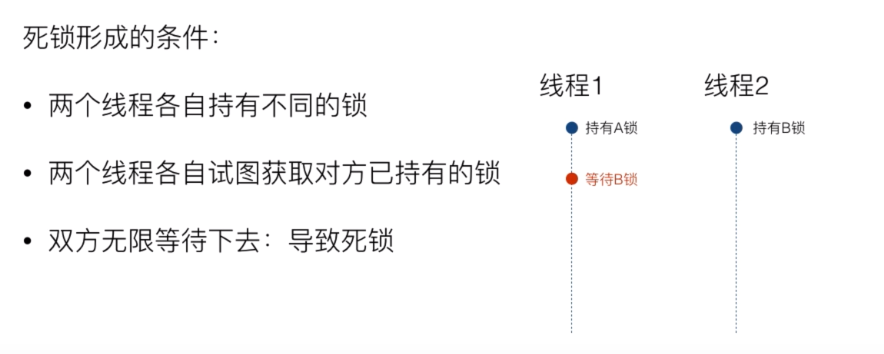 死锁形成的条件：
• 两个线程各自持有不同的锁
• 两个线程各自试图获取对方已持有的锁
• 双方无限等待下去：导致死锁
线程1
线程2
持有A锁
持有B锁
等待B锁